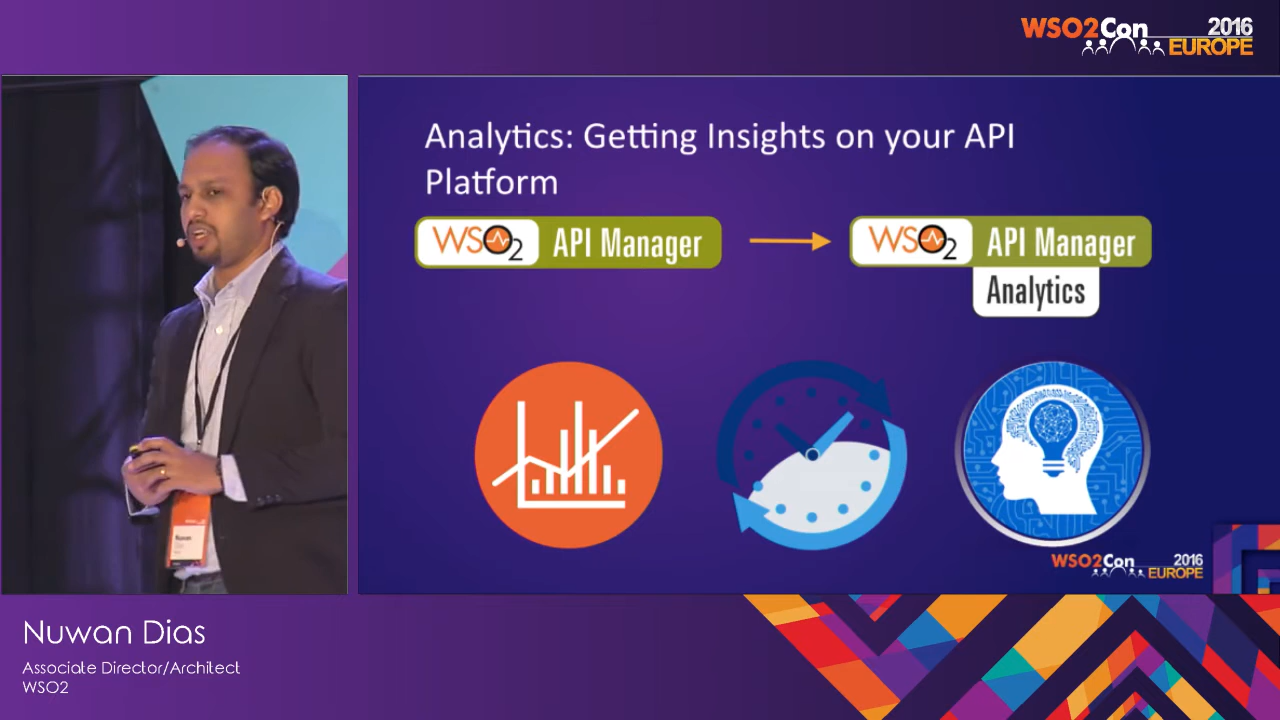 WSO2Con 2016
EUROPE
Analytics: Getting Insights on your API
Platform
WSO2 API Manager
WSO2 API Manager
Analytics
WSO2Con 2016
EUROPE
Nuwan
Nuwan Dias
Associate Director/Architect
WSO2